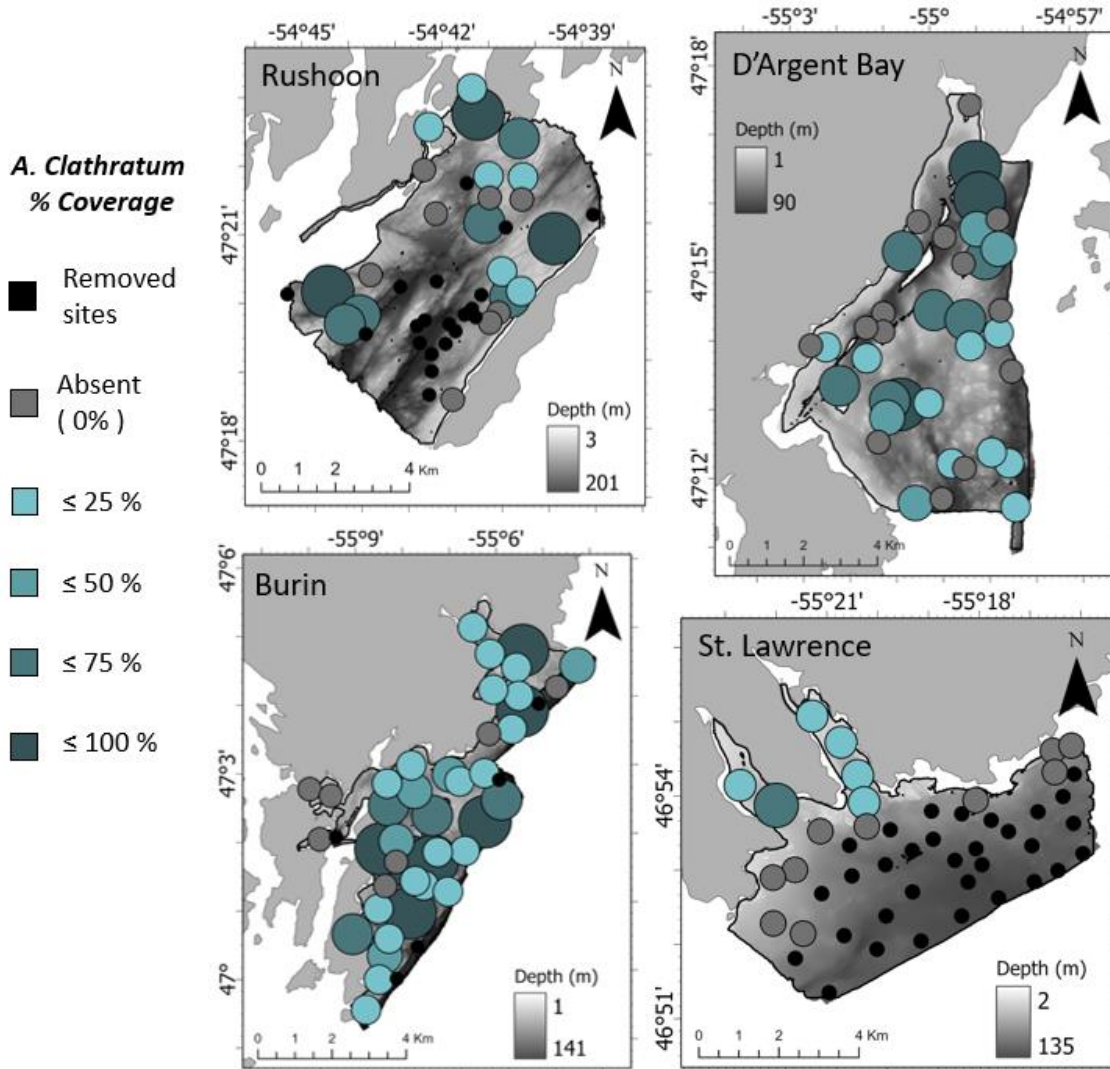 A. Clathratum
% Coverage
Removed
sites
Absent
( 0% )
≤ 25 %
≤ 50 %
≤ 75 %
≤ 100 %
-54°45' -54°42' -54°39'
Rushoon
N
47°21'
47°18'
0 1 2 4 Km
Depth (m)
3
201
-55°3' -55° -54°57'
D'Argent Bay
N
47°18'
47°15'
47°12'
Depth (m)
1
90
0 1 2 4 Km
-55°9' -55°6'
Burin
N
47°6'
47°3'
47°
0 1 2 4 Km
Depth (m)
1
141
-55°21' -55°18'
St. Lawrence
N
46°54'
46°51'
0 1 2 4 Km
Depth (m)
2
135